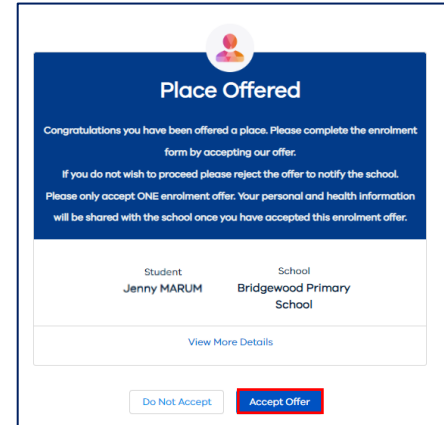 Place Offered
Congratulations you have been offered a place. Please complete the enrolment
form by accepting our offer.
If you do not wish to proceed please reject the offer to notify the school.
Please only accept ONE enrolment offer. Your personal and health information
will be shared with the school once you have accepted this enrolment offer.
Student
Jenny MARUM
School
Bridgewood Primary
School
View More Details
Do Not Accept
Accept Offer